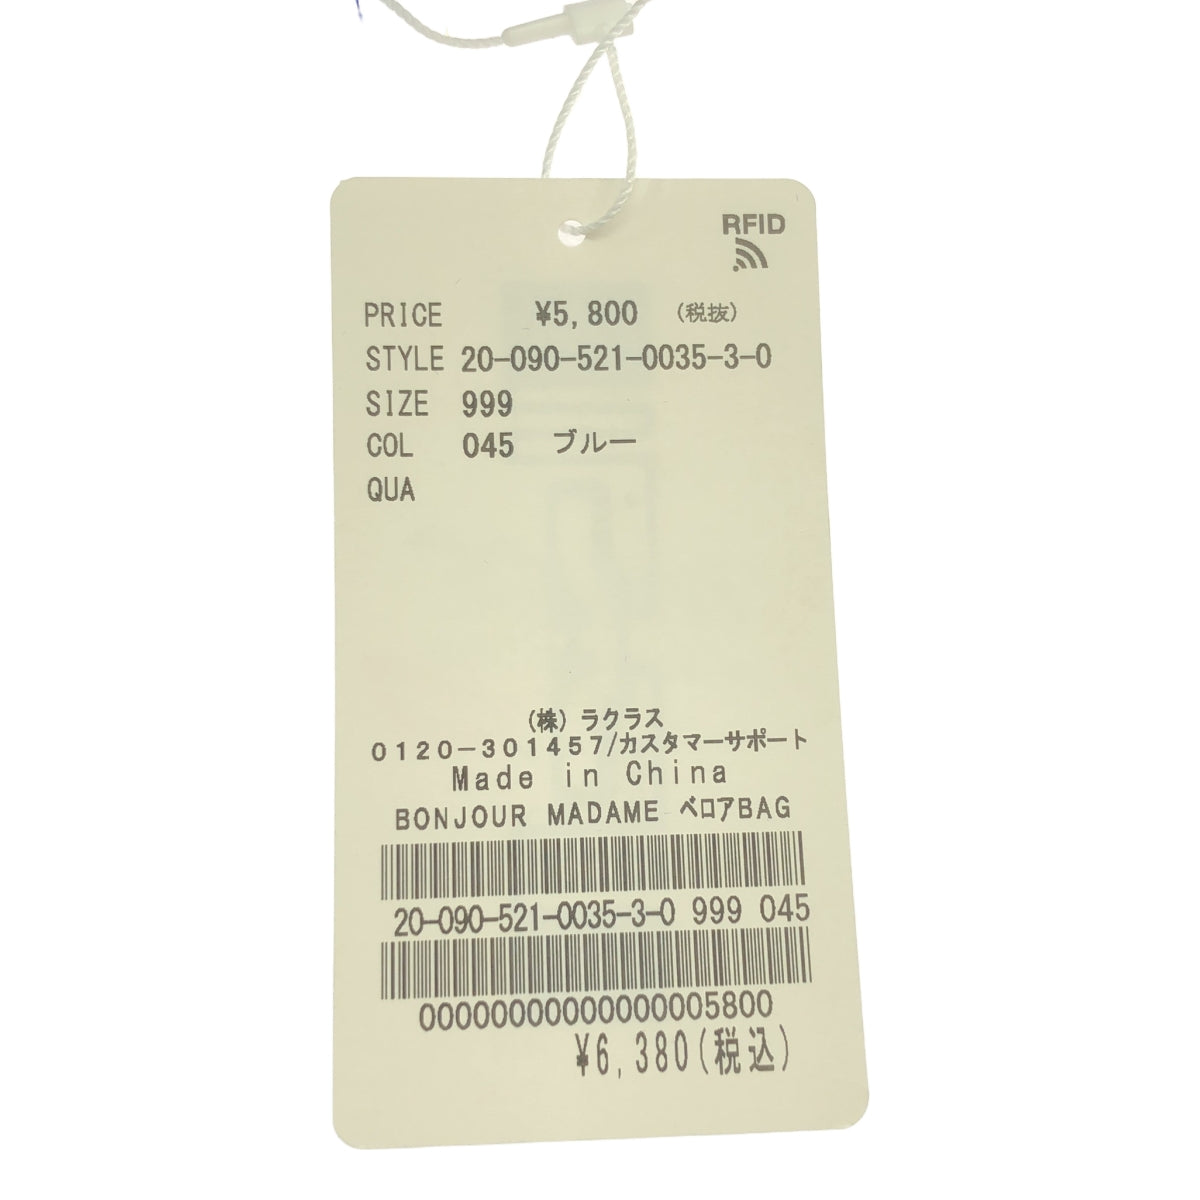 RFID
PRICE ¥5,800 (税抜)
STYLE 20-090-521-0035-3-0
SIZE 999
COL 045 ブルー
QUA
(株) ラクラス
0120-301457/カスタマーサポート
Made in China
BONJOUR MADAME ベロアBAG
20-090-521-0035-3-0 999 045
00000000000000005800
¥6,380(税込)